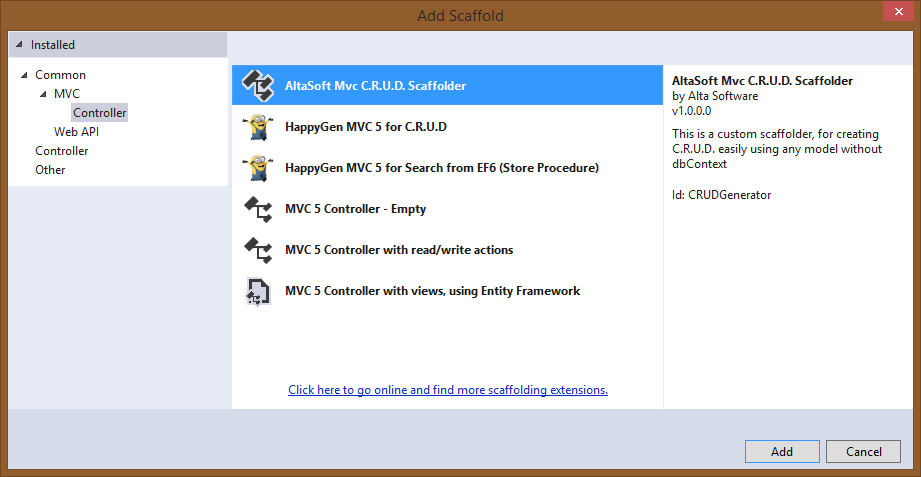 Add Scaffold
Installed
Common
MVC
Controller
Web API
Controller
Other
AltaSoft Mvc C.R.U.D. Scaffolder
HappyGen MVC 5 for C.R.U.D
HappyGen MVC 5 for Search from EF6 (Store Procedure)
MVC 5 Controller - Empty
MVC 5 Controller with read/write actions
MVC 5 Controller with views, using Entity Framework
Click here to go online and find more scaffolding extensions.
AltaSoft Mvc C.R.U.D. Scaffolder
by Alta Software
v1.0.0.0
This is a custom scaffolder, for creating
C.R.U.D. easily using any model without
dbContext
Id: CRUDGenerator
Add
Cancel